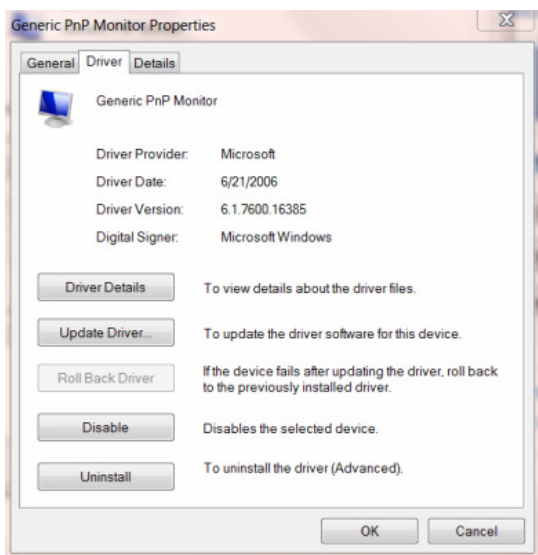 Generic PnP Monitor Properties
General Driver Details
Generic PnP Monitor
Driver Provider: Microsoft
Driver Date: 6/21/2006
Driver Version: 6.1.7600.16385
Digital Signer: Microsoft Windows
Driver Details To view details about the driver files.
Update Driver... To update the driver software for this device.
Roll Back Driver If the device fails after updating the driver, roll back
to the previously installed driver.
Disable Disables the selected device.
Uninstall To uninstall the driver (Advanced).
OK Cancel